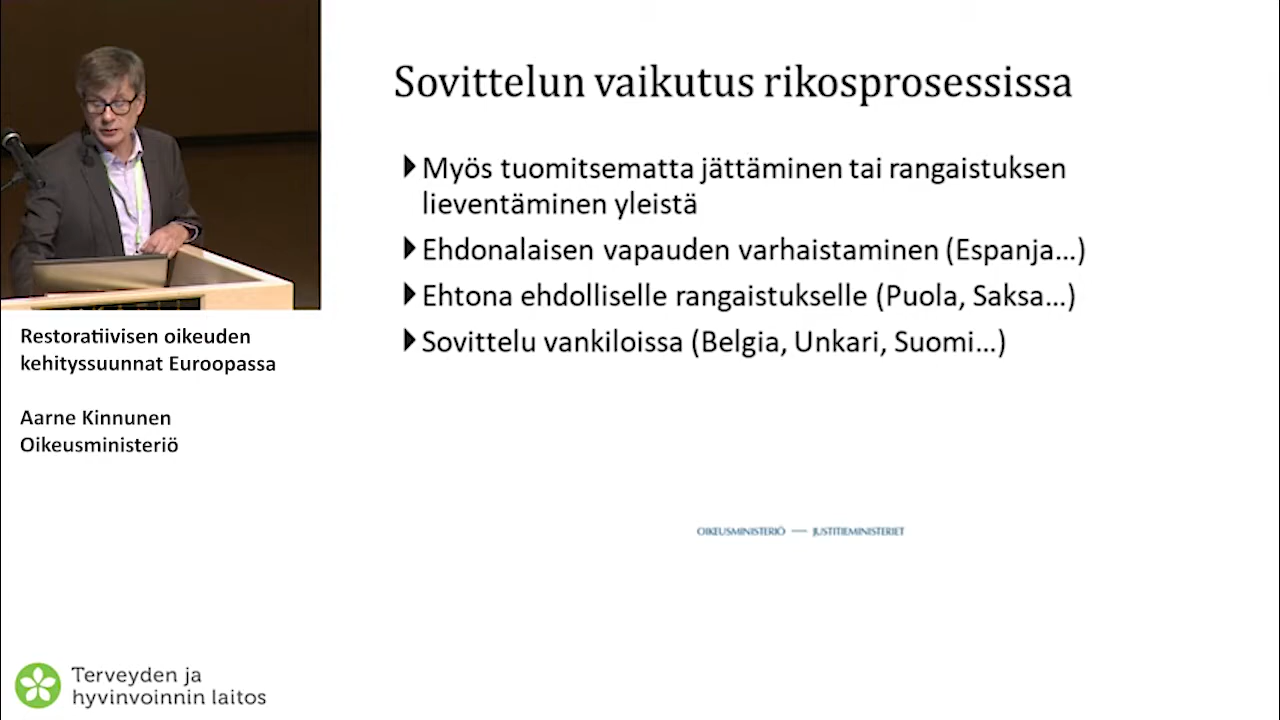 Sovittelun vaikutus rikosprosessissa
Myös tuomitsematta jättäminen tai rangaistuksen
lieventäminen yleistä
Ehdonalaisen vapauden varhaistaminen (Espanja...)
Ehtona ehdolliselle rangaistukselle (Puola, Saksa...)
Sovittelu vankiloissa (Belgia, Unkari, Suomi...)
Restoratiivisen oikeuden
kehityssuunnat Euroopassa
Aarne Kinnunen
Oikeusministeriö
OIKEUSMINISTERIÖ — JUSTITIEMINISTERIET
Terveyden ja
hyvinvoinnin laitos